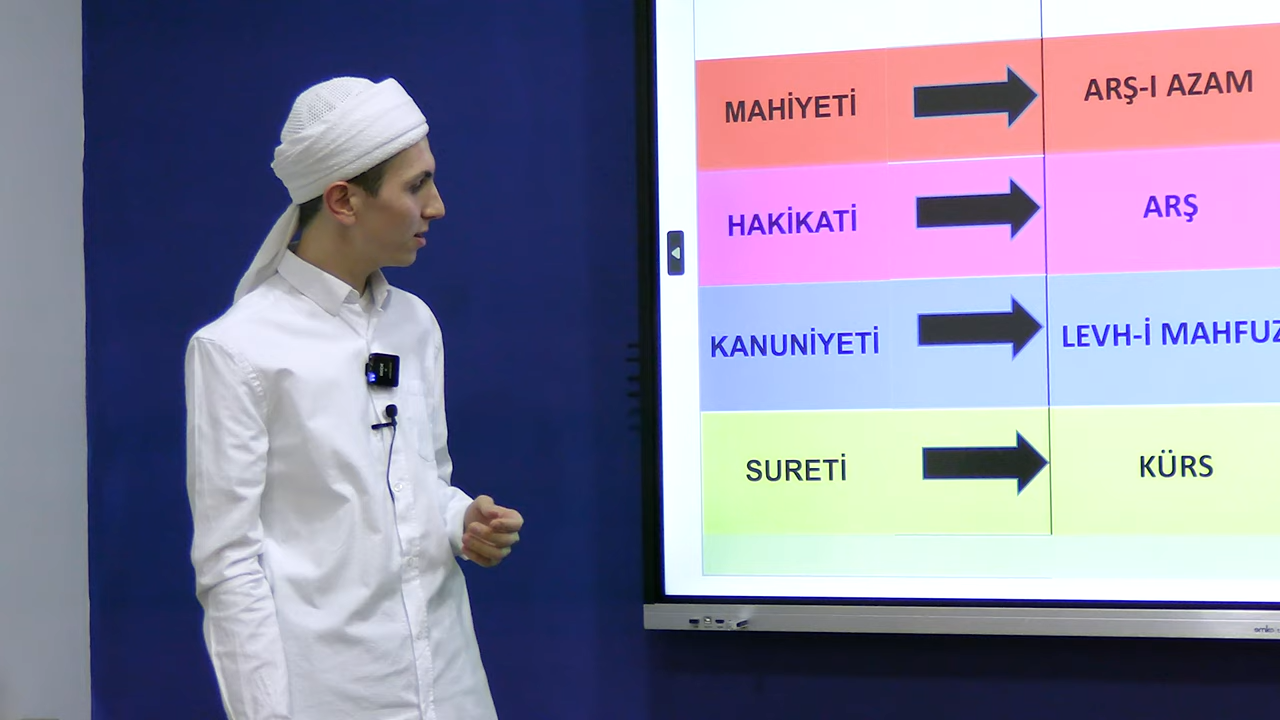 MAHİYETİ ARŞ-I AZAM
HAKİKATİ ARŞ
KANUNİYETİ LEVH-İ MAHFUZ
SURETİ KÜRS